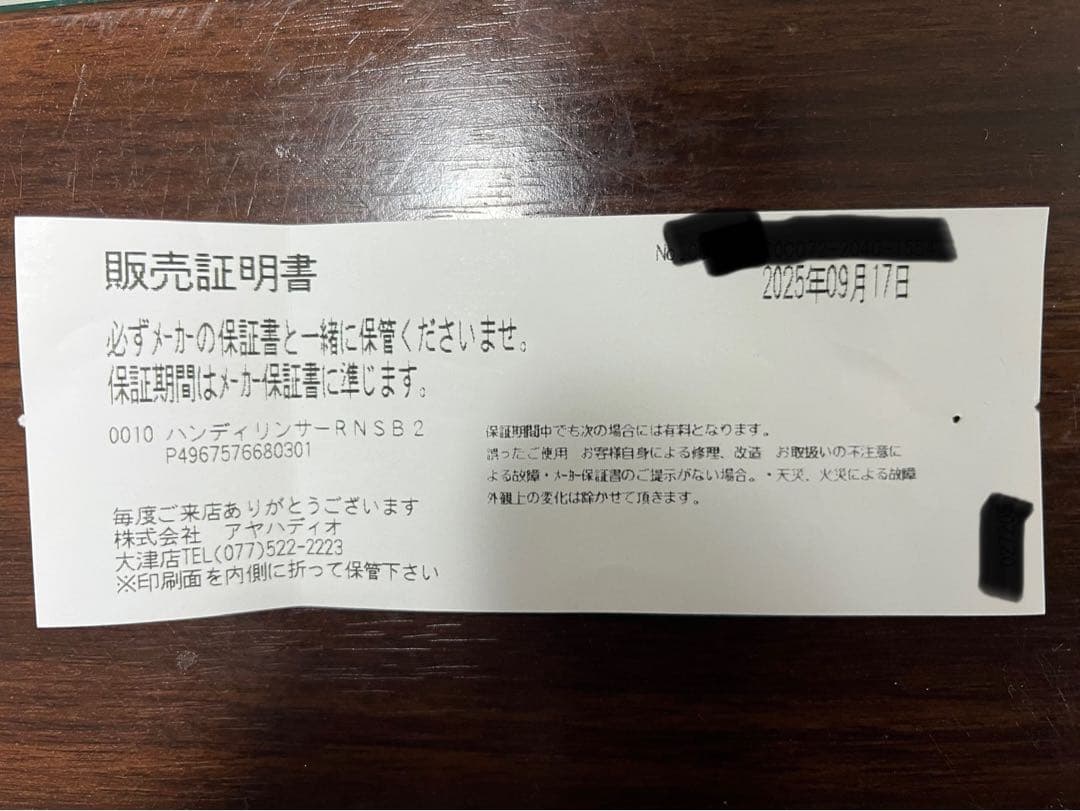 販売証明書
No
2025年09月17日
必ずメーカーの保証書と一緒に保管くださいませ。
保証期間はメーカー保証書に準じます。
0010 ハンディリンサーRNSB2
P4967576680301
保証期間中でも次の場合には有料となります。
誤ったご使用 お客様自身による修理、改造 お取扱いの不注意に
よる故障・メーカー保証書のご提示がない場合。・天災、火災による故障
外観上の変化は除かせて頂きます。
毎度ご来店ありがとうございます
株式会社 アヤハディオ
大津店TEL(077)522-2223
※印刷面を内側に折って保管下さい